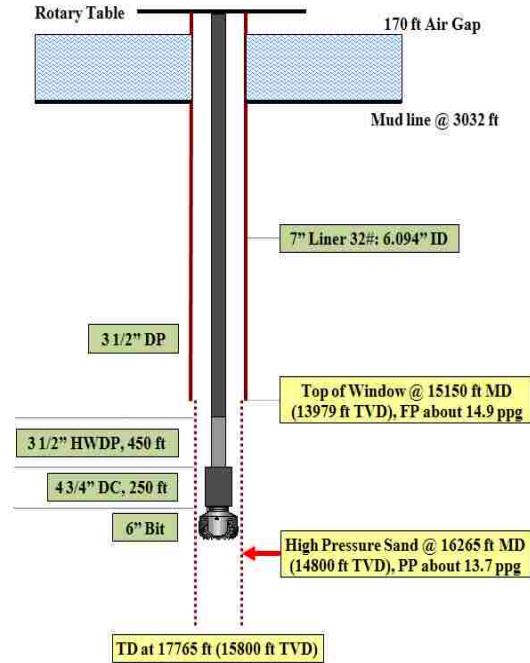 Rotary Table
170 ft Air Gap
Mud line @ 3032 ft
7” Liner 32#: 6.094” ID
3 1/2” DP
Top of Window @ 15150 ft MD
(13979 ft TVD), FP about 14.9 ppg
3 1/2” HWDP, 450 ft
4 3/4” DC, 250 ft
6” Bit
High Pressure Sand @ 16265 ft MD
(14800 ft TVD), PP about 13.7 ppg
TD at 17765 ft (15800 ft TVD)